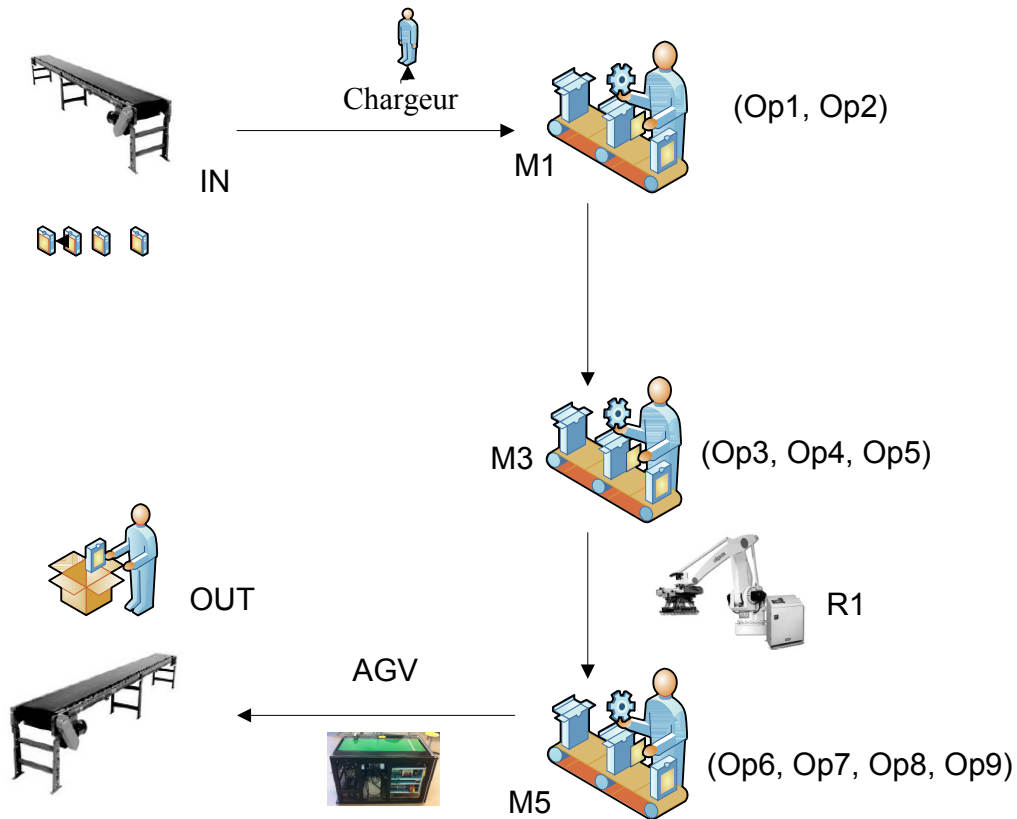 Chargeur
(Op1, Op2)
M1
IN
M3
(Op3, Op4, Op5)
OUT
R1
AGV
(Op6, Op7, Op8, Op9)
M5